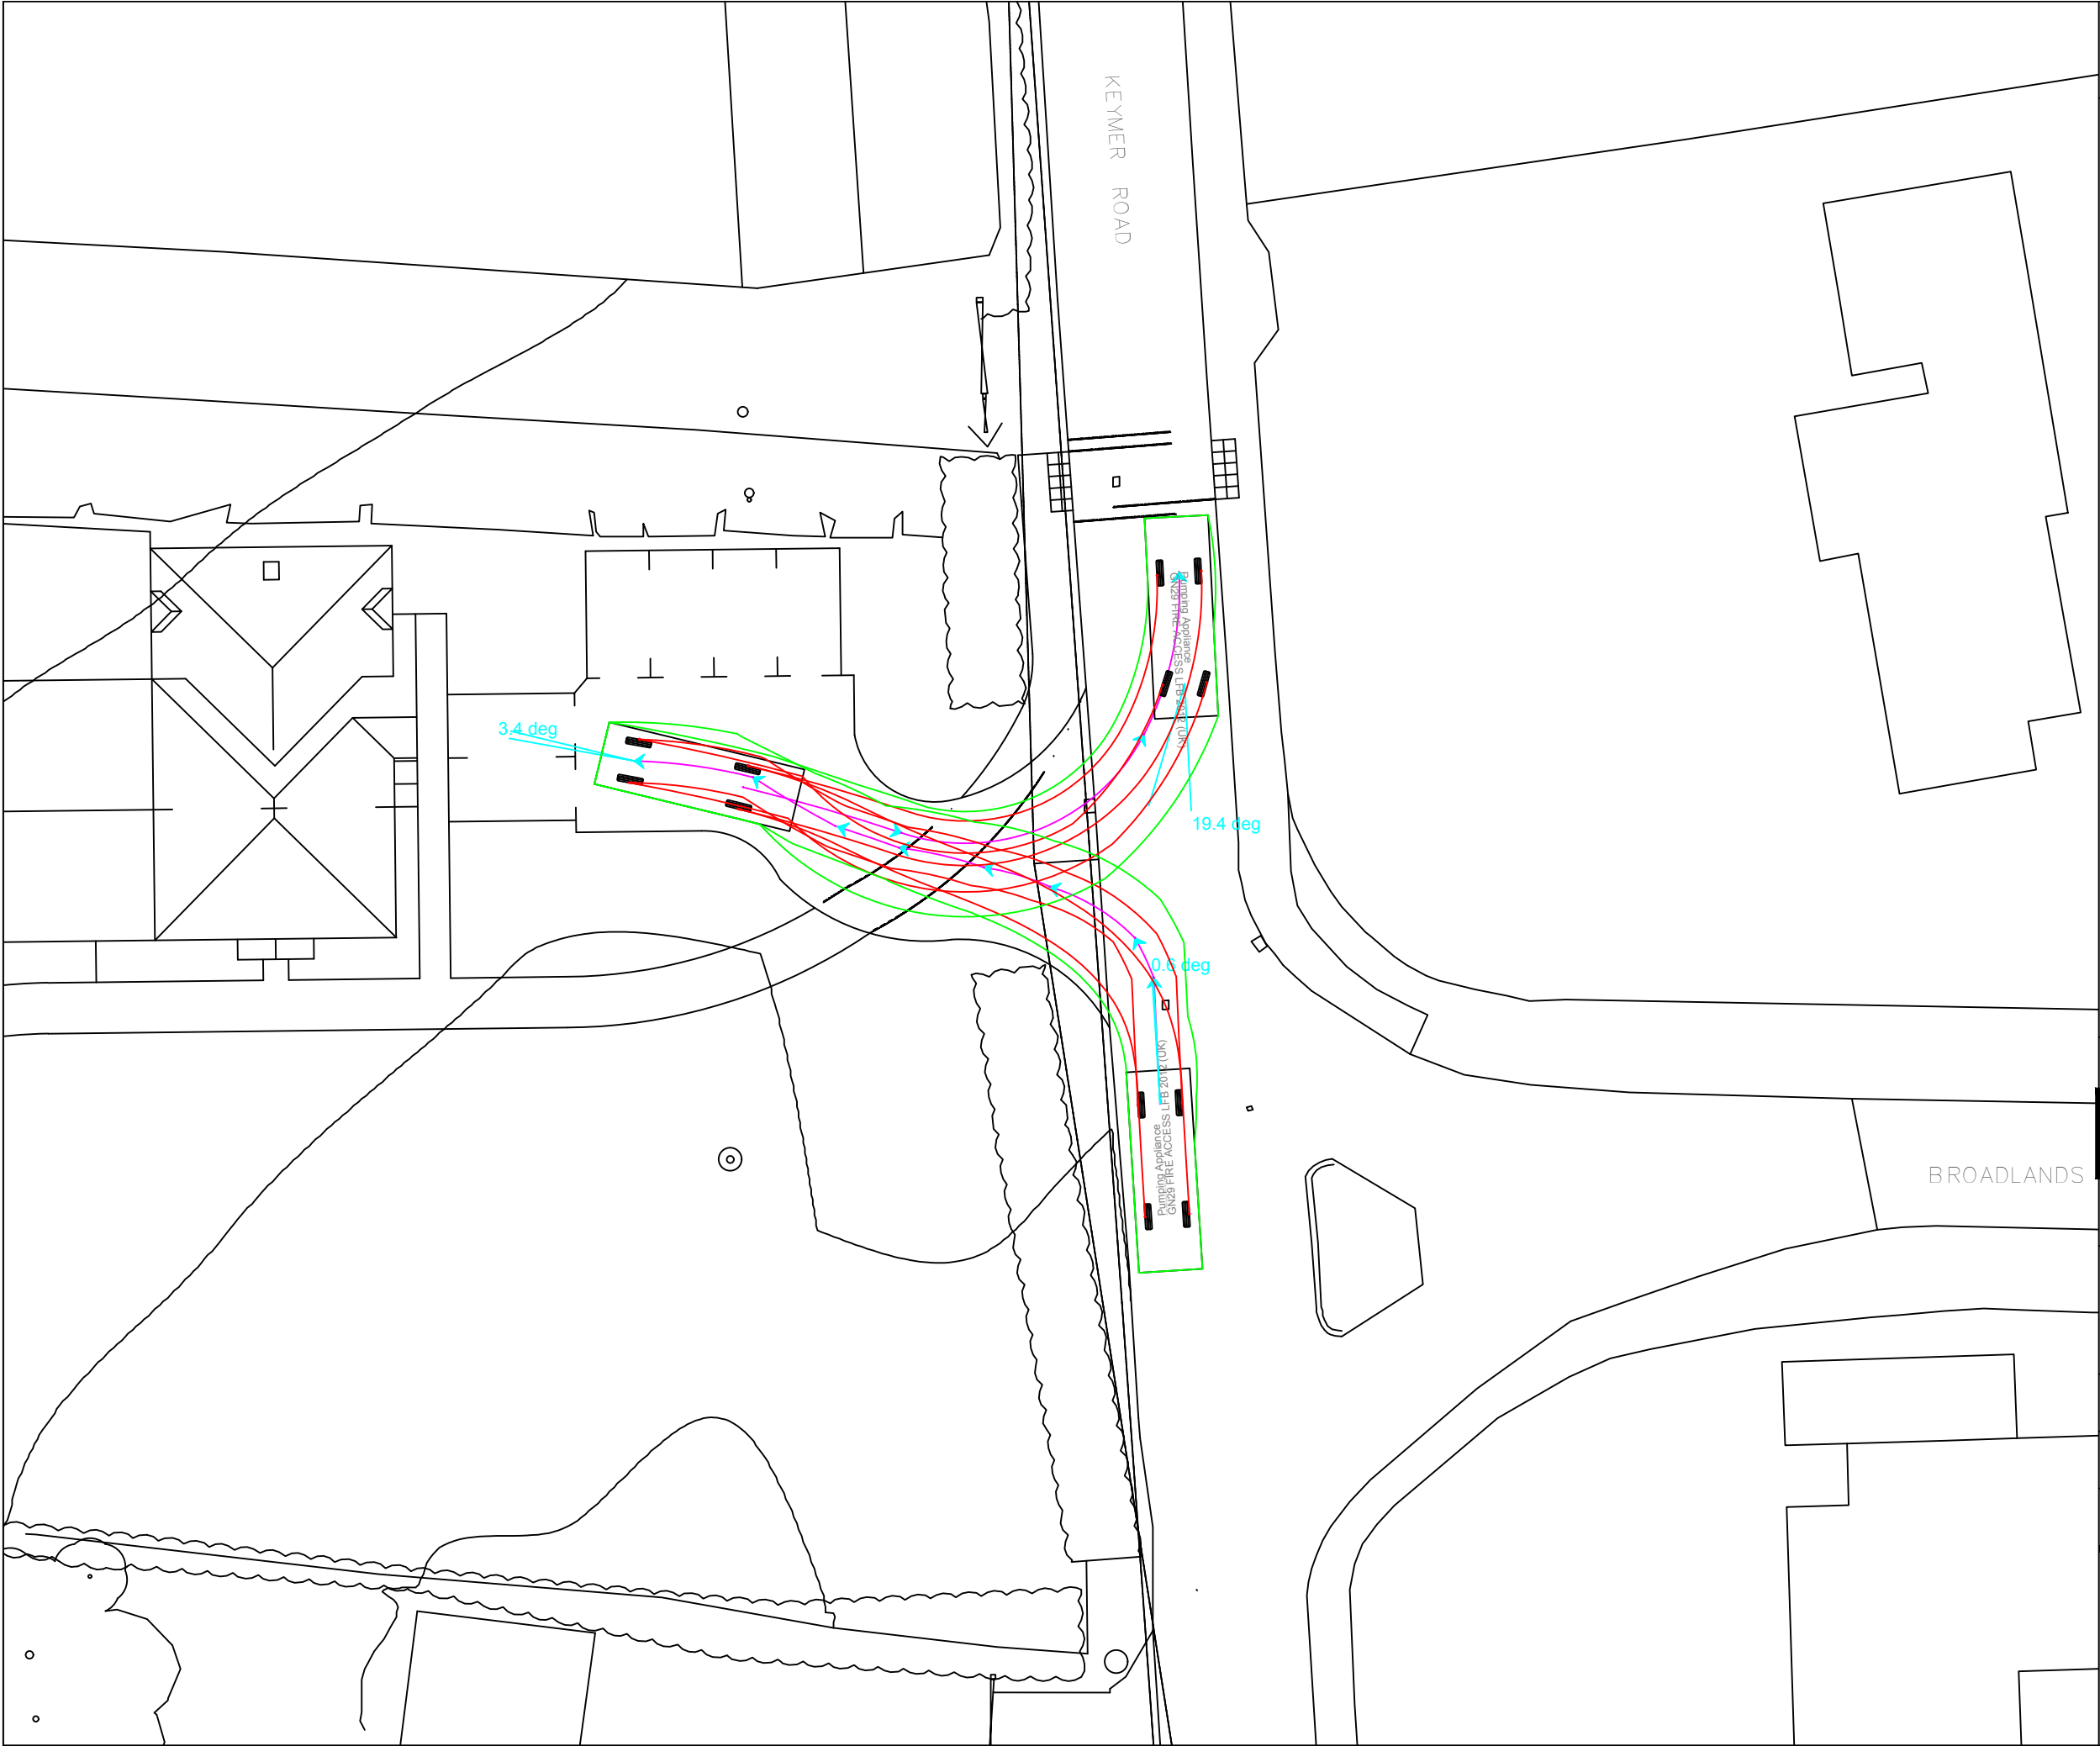 KEYMER ROAD
Pumping Appliance
GN29 FIRE ACCESS LFB 2012 (UK)
3.4 deg
19.4 deg
0.6 deg
Pumping Appliance
GN29 FIRE ACCESS LFB 2012 (UK)
BROADLANDS